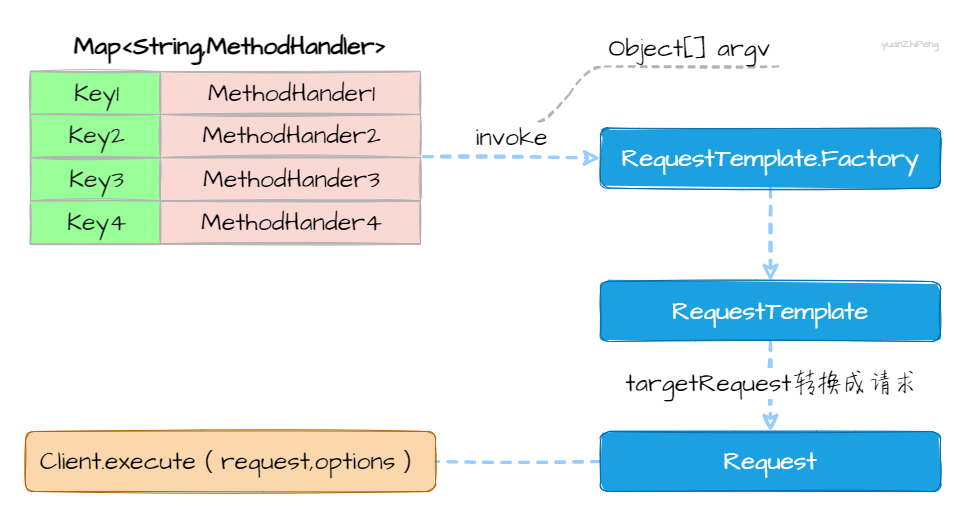 Map<String,MethodHandler>
Object[] argv
yuanZhiPeng
Key1 MethodHander1
Key2 MethodHander2
Key3 MethodHander3
Key4 MethodHander4
invoke
RequestTemplate.Factory
RequestTemplate
targetRequest转换成请求
Client.execute ( request,options )
Request